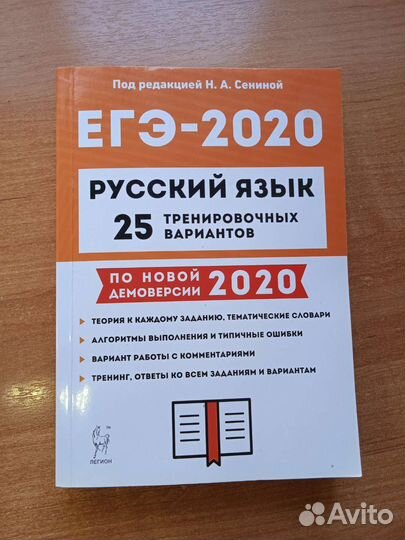 Под редакцией Н. А. Сениной
ЕГЭ-2020
РУССКИЙ ЯЗЫК
25 ТРЕНИРОВОЧНЫХ
ВАРИАНТОВ
ПО НОВОЙ
ДЕМОВЕРСИИ 2020
ТЕОРИЯ К КАЖДОМУ ЗАДАНИЮ, ТЕМАТИЧЕСКИЕ СЛОВАРИ
АЛГОРИТМЫ ВЫПОЛНЕНИЯ И ТИПИЧНЫЕ ОШИБКИ
ВАРИАНТ РАБОТЫ С КОММЕНТАРИЯМИ
ТРЕНИНГ, ОТВЕТЫ КО ВСЕМ ЗАДАНИЯМ И ВАРИАНТАМ
ЛЕГИОН
Avito